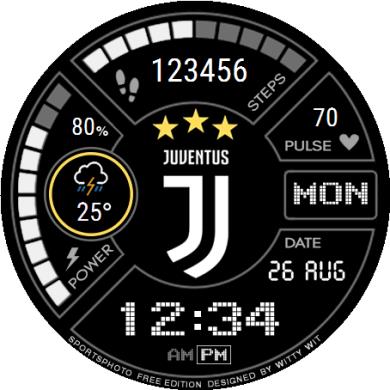 123456
STEPS
80%
JUVENTUS
70
PULSE
25°
MON
POWER
DATE
26 AUG
12:34
AM PM
SPORTSPHOTO FREE EDITION DESIGNED BY WITTY WIT